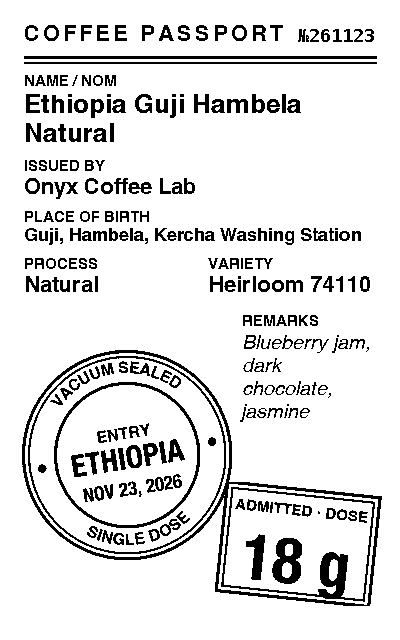 COFFEE PASSPORT №261123
NAME / NOM
Ethiopia Guji Hambela
Natural
ISSUED BY
Onyx Coffee Lab
PLACE OF BIRTH
Guji, Hambela, Kercha Washing Station
PROCESS
Natural
VARIETY
Heirloom 74110
REMARKS
Blueberry jam,
dark
chocolate,
jasmine
VACUUM SEALED
ENTRY
ETHIOPIA
NOV 23, 2026
SINGLE DOSE
ADMITTED · DOSE
18 g